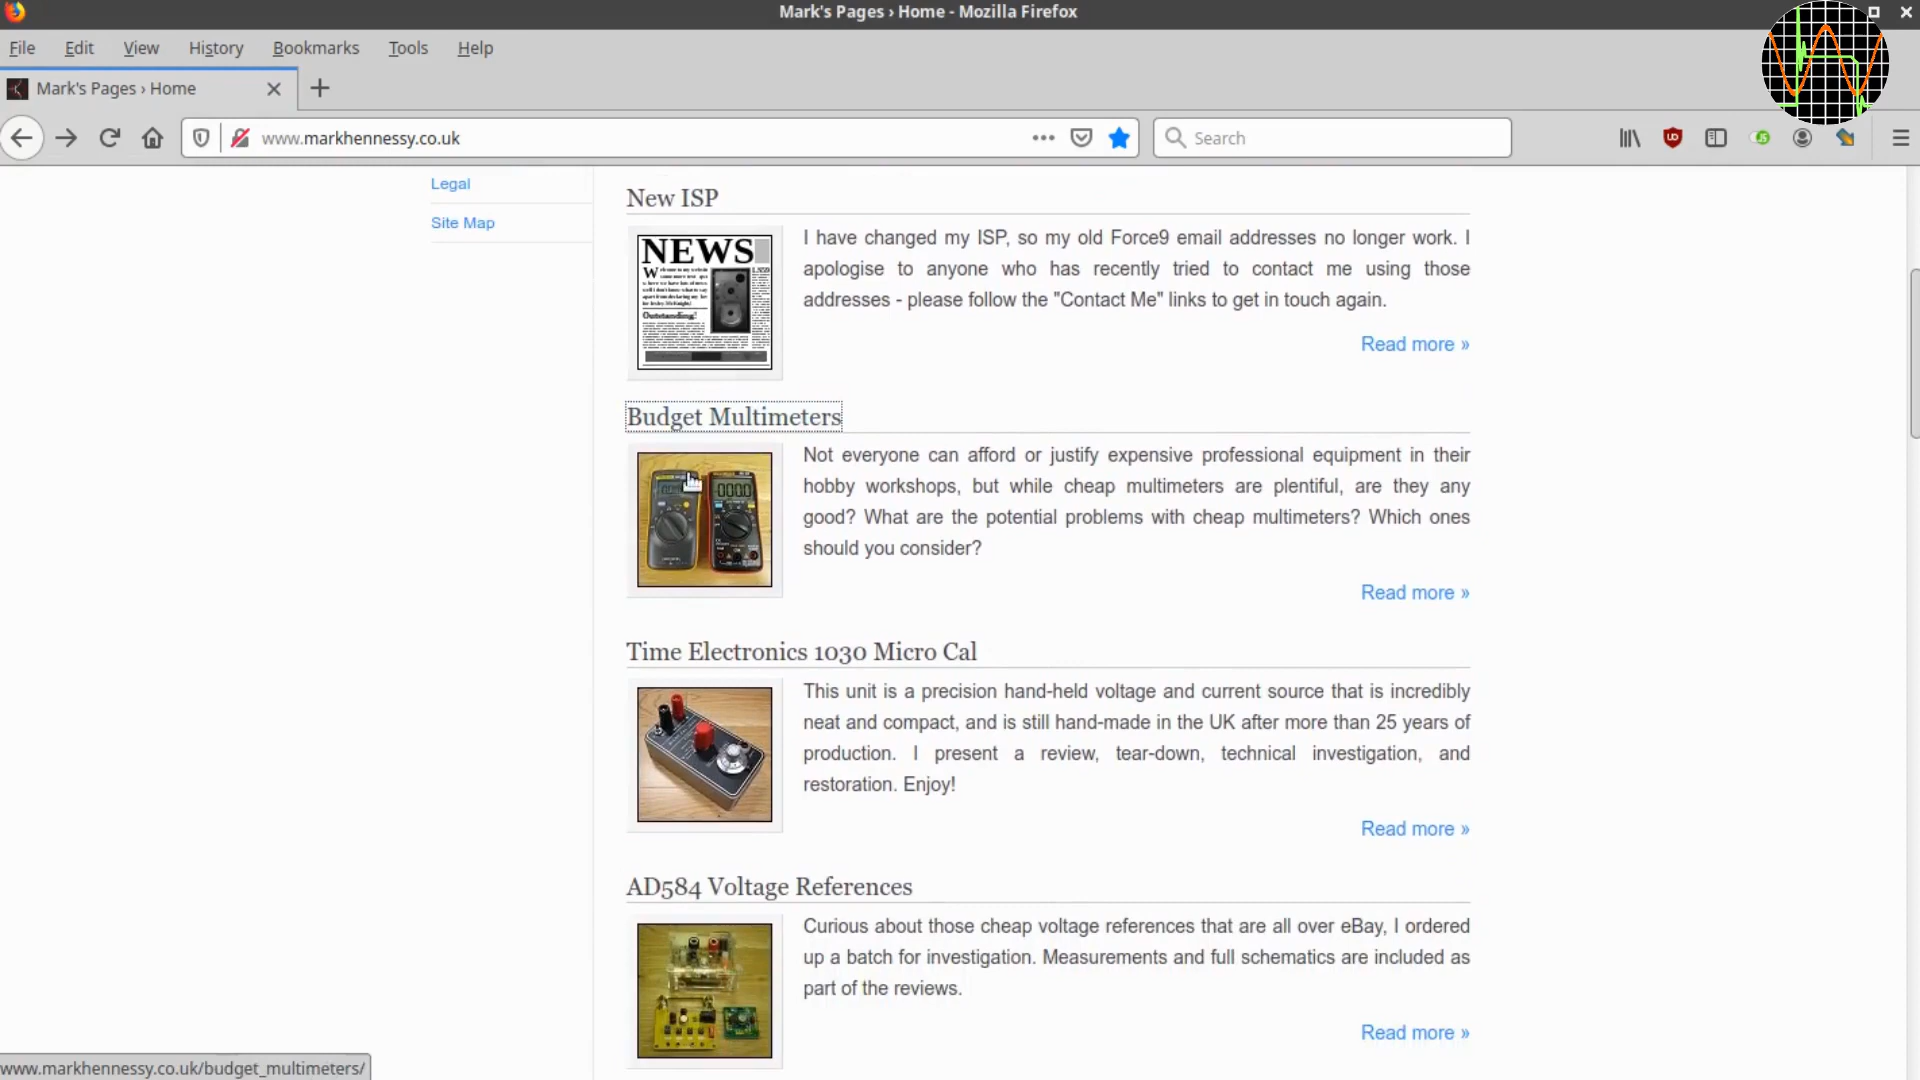 Mark's Pages › Home - Mozilla Firefox
File Edit View History Bookmarks Tools Help
Mark's Pages › Home
www.markhennessy.co.uk
Search
Legal
Site Map
New ISP
NEWS
Outstanding!
I have changed my ISP, so my old Force9 email addresses no longer work. I
apologise to anyone who has recently tried to contact me using those
addresses - please follow the "Contact Me" links to get in touch again.
Read more »
Budget Multimeters
Not everyone can afford or justify expensive professional equipment in their
hobby workshops, but while cheap multimeters are plentiful, are they any
good? What are the potential problems with cheap multimeters? Which ones
should you consider?
Read more »
Time Electronics 1030 Micro Cal
This unit is a precision hand-held voltage and current source that is incredibly
neat and compact, and is still hand-made in the UK after more than 25 years of
production. I present a review, tear-down, technical investigation, and
restoration. Enjoy!
Read more »
AD584 Voltage References
Curious about those cheap voltage references that are all over eBay, I ordered
up a batch for investigation. Measurements and full schematics are included as
part of the reviews.
Read more »
www.markhennessy.co.uk/budget_multimeters/